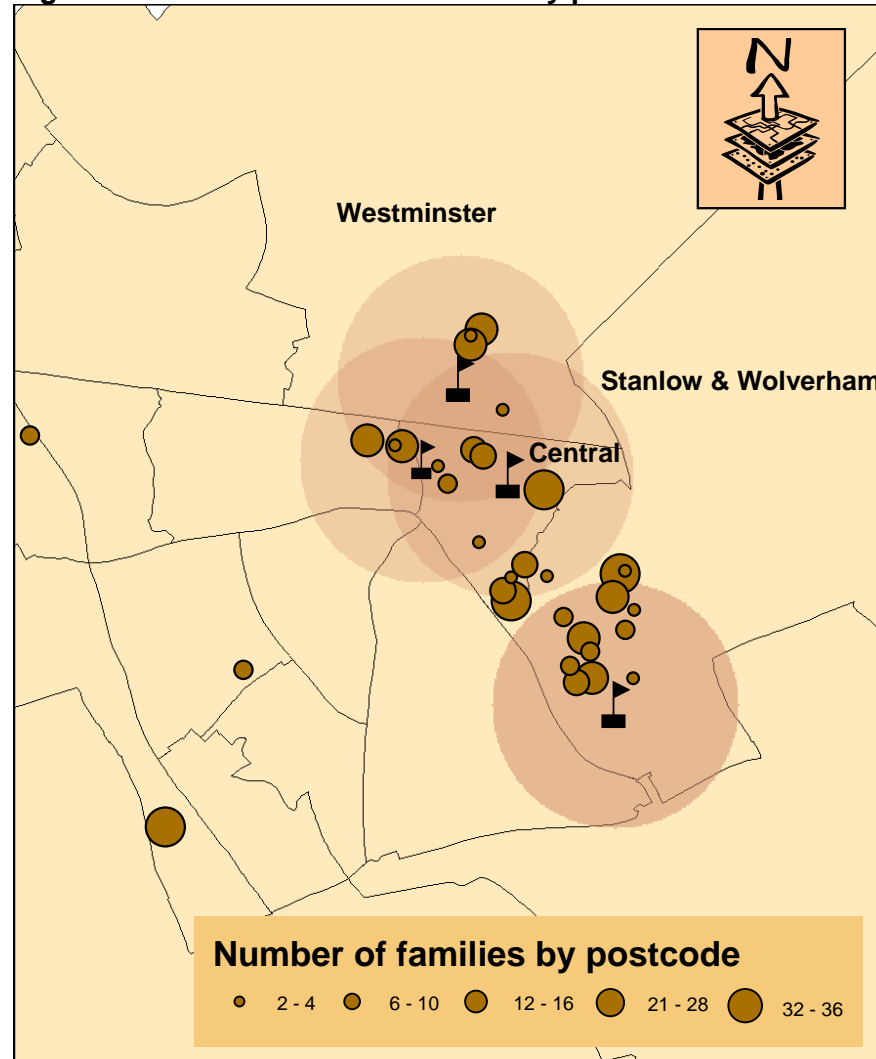 N
Westminster
Stanlow & Wolverham
Central
Number of families by postcode
2 - 4
6 - 10
12 - 16
21 - 28
32 - 36